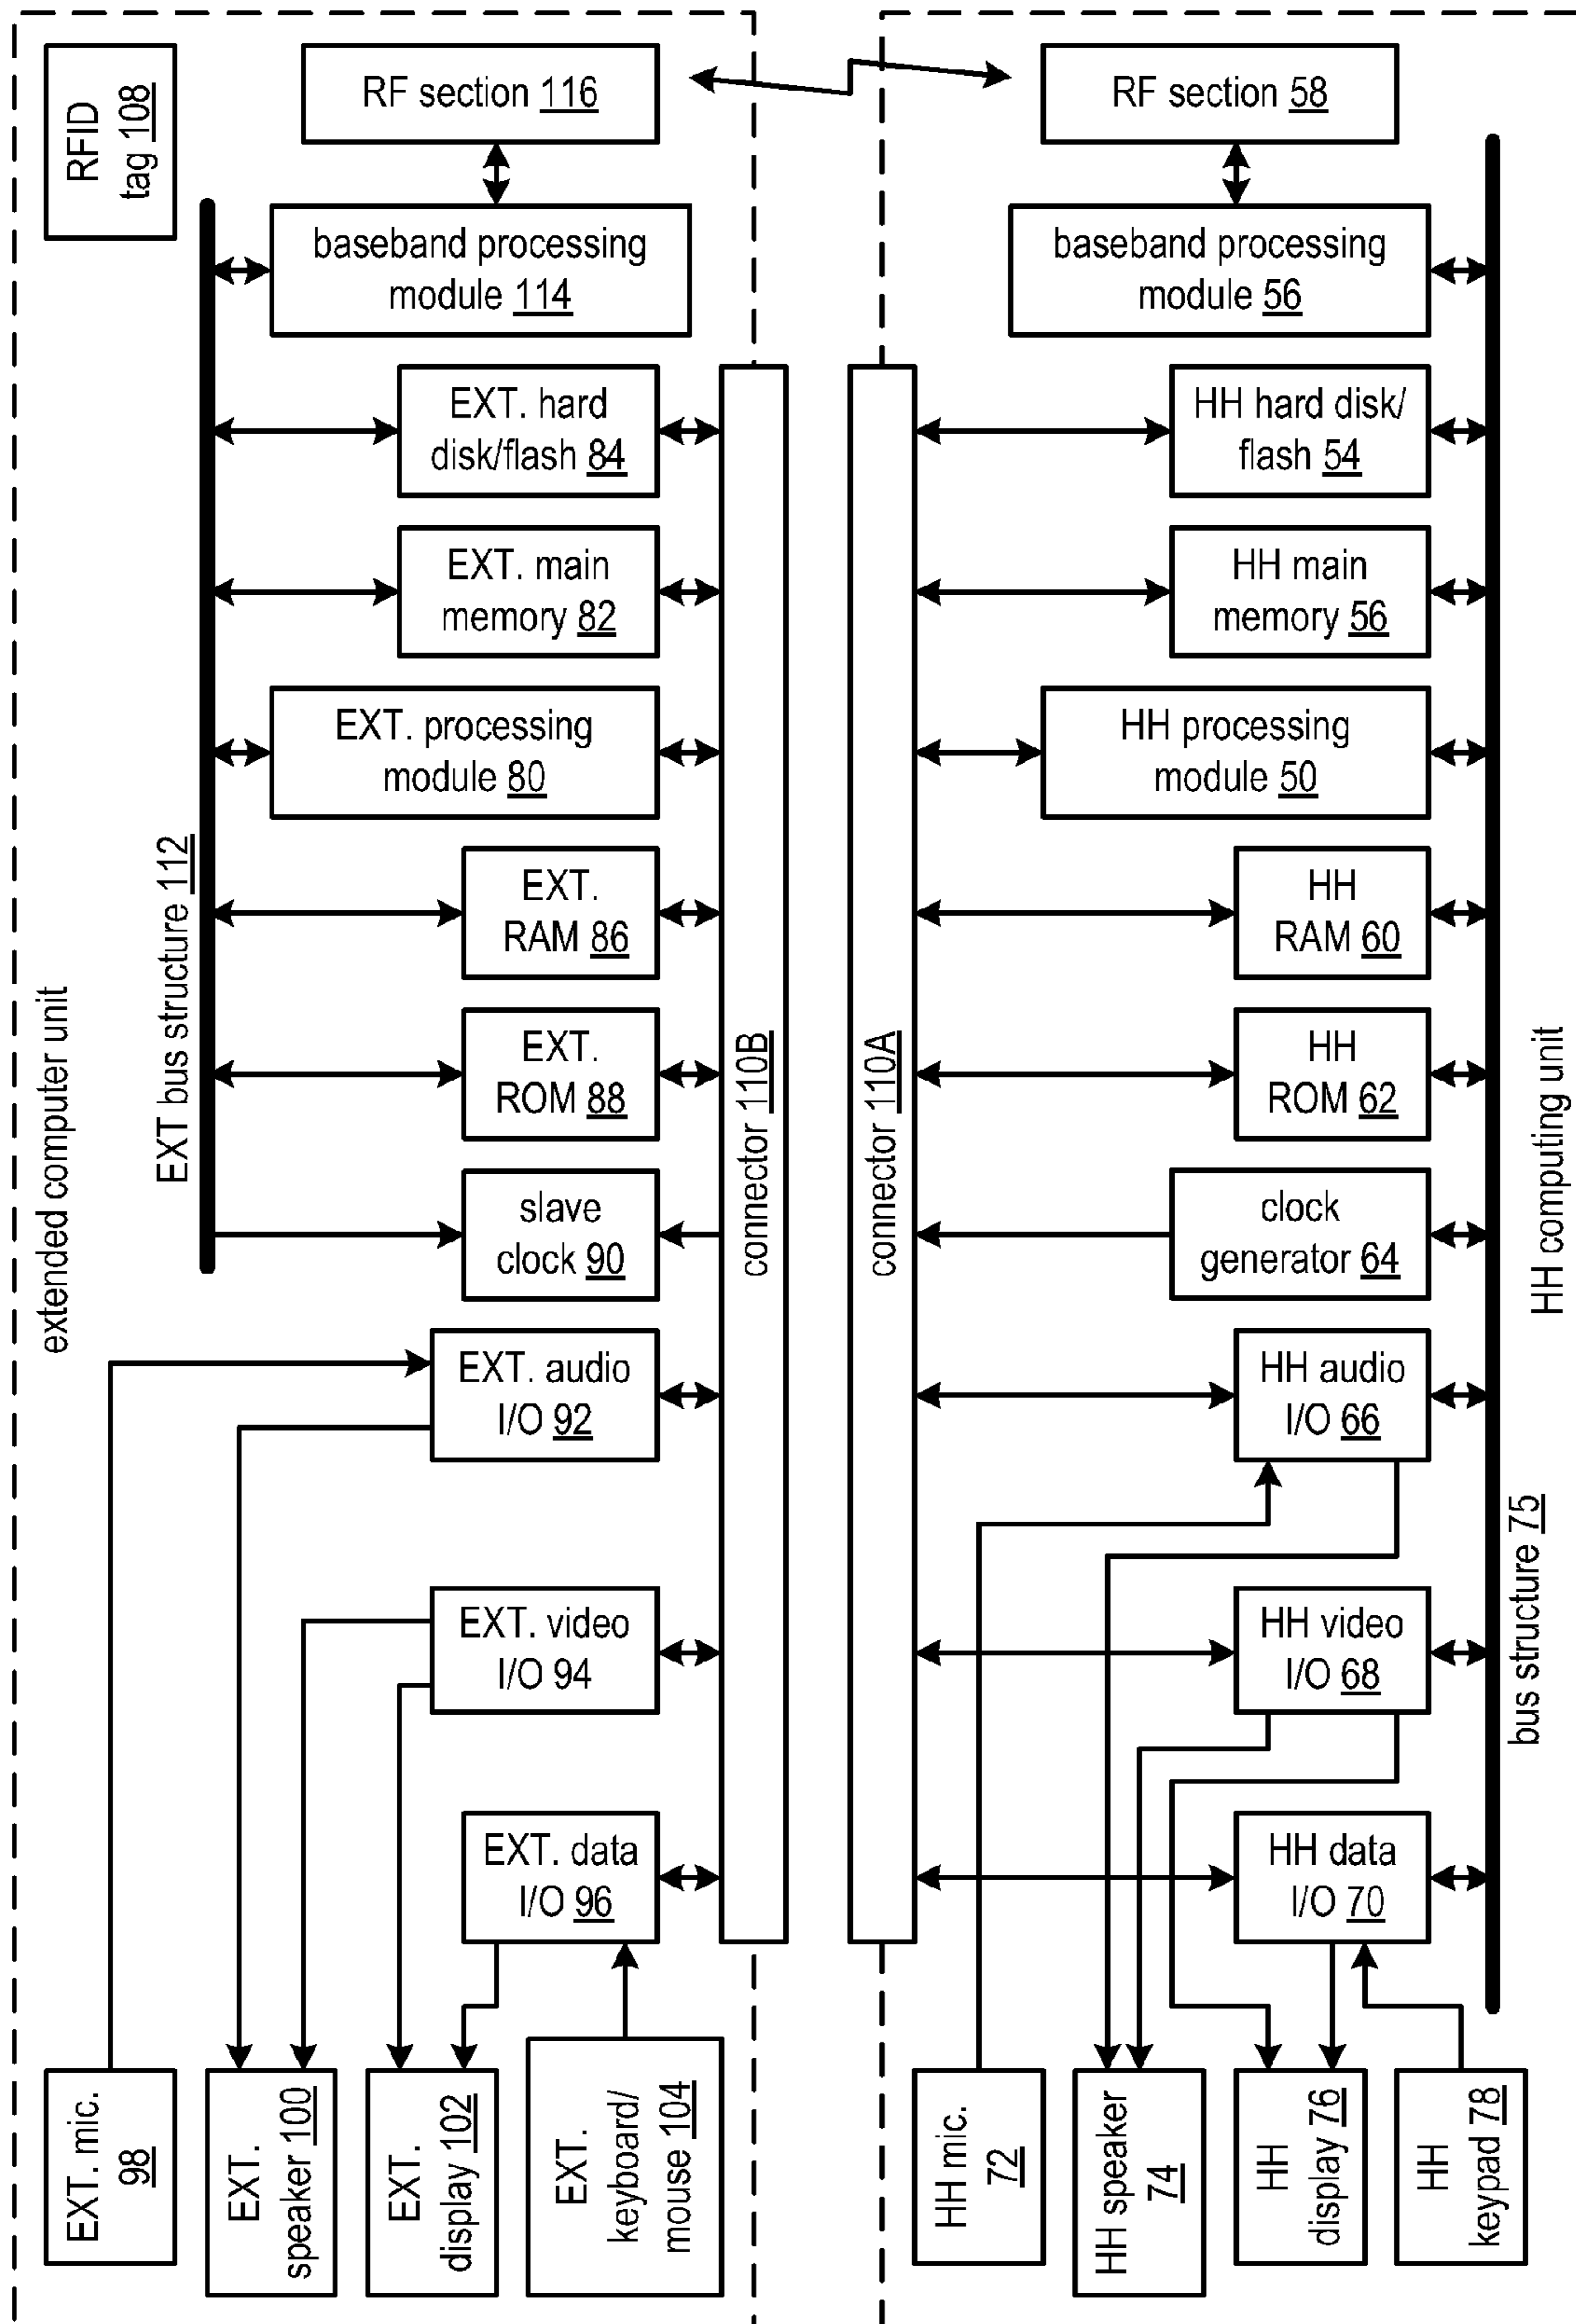 RFID
tag 108
RF section 116
RF section 58
baseband processing
module 114
baseband processing
module 56
EXT. hard
disk/flash 84
HH hard disk/
flash 54
EXT. main
memory 82
HH main
memory 56
EXT. processing
module 80
HH processing
module 50
EXT bus structure 112
EXT.
RAM 86
HH
RAM 60
extended computer unit
EXT.
ROM 88
connector 110B
connector 110A
HH
ROM 62
HH computing unit
slave
clock 90
clock
generator 64
EXT. audio
I/O 92
HH audio
I/O 66
bus structure 75
EXT. video
I/O 94
HH video
I/O 68
EXT. data
I/O 96
HH data
I/O 70
EXT. mic.
98
EXT.
speaker 100
EXT.
display 102
EXT.
keyboard/
mouse 104
HH mic.
72
HH speaker
74
HH
display 76
HH
keypad 78